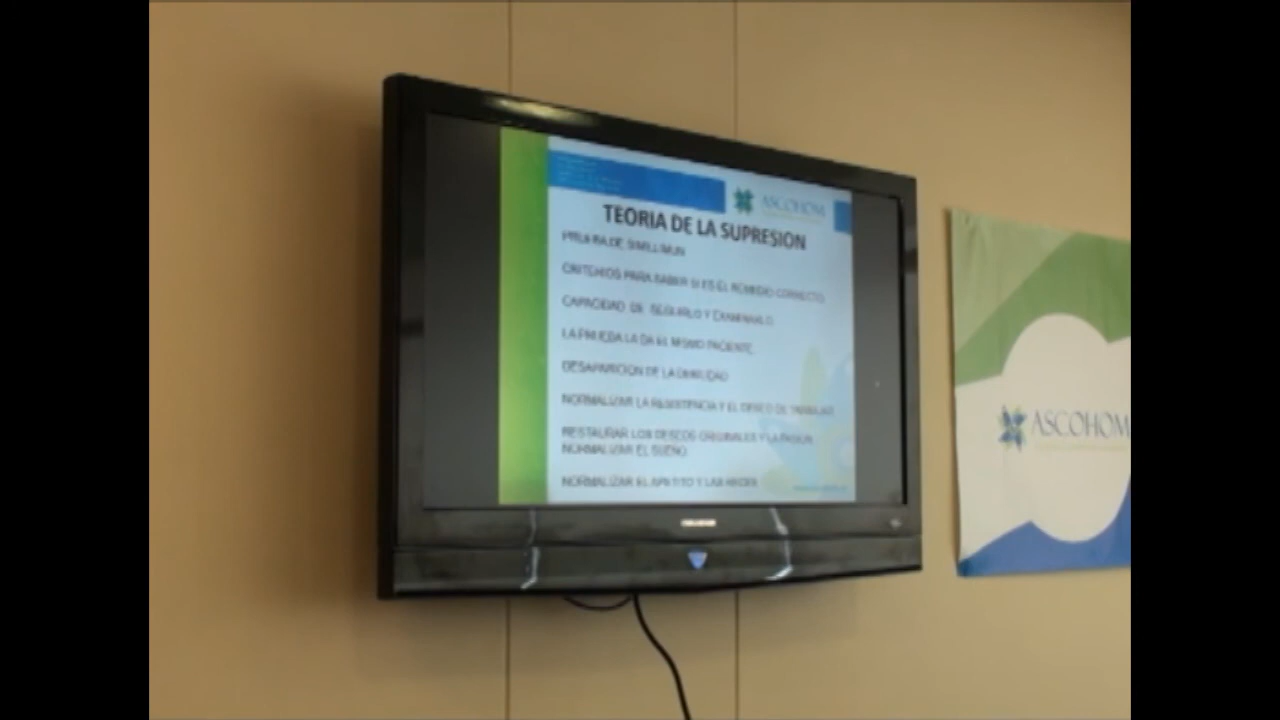 ASCOHOM
TEORIA DE LA SUPRESION
PRUEBA DE SIMILLIMUN
CRITERIOS PARA SABER SI ES EL REMEDIO CORRECTO
CAPACIDAD DE SEGUIRLO Y EXAMINARLO
LA PRUEBA LA DA EL MISMO PACIENTE
DESAPARICION DE LA DEBILIDAD
NORMALIZAR LA RESISTENCIA Y EL DESEO DE TRABAJAR
RESTAURAR LOS DESEOS ORIGINALES Y LA PASION
NORMALIZAR EL SUEÑO
NORMALIZAR EL APETITO Y LAS HECES
ASCOHOM